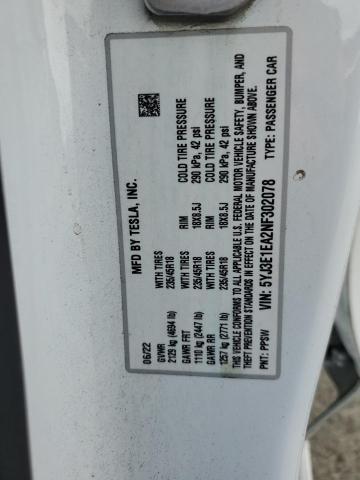 MFD BY TESLA, INC.
06/22
GVWR
2129 kg (4694 lb)
GAWR FRT WITH TIRES RIM COLD TIRE PRESSURE
1110 kg (2447 lb) 235/45R18 18X8.5J 290 kPa, 42 psi
GAWR RR WITH TIRES RIM COLD TIRE PRESSURE
1257 kg (2771 lb) 235/45R18 18X8.5J 290 kPa, 42 psi
THIS VEHICLE CONFORMS TO ALL APPLICABLE U.S. FEDERAL MOTOR VEHICLE SAFETY, BUMPER, AND
THEFT PREVENTION STANDARDS IN EFFECT ON THE DATE OF MANUFACTURE SHOWN ABOVE.
VIN: 5YJ3E1EA2NF302078 TYPE: PASSENGER CAR
PNT: PPSW